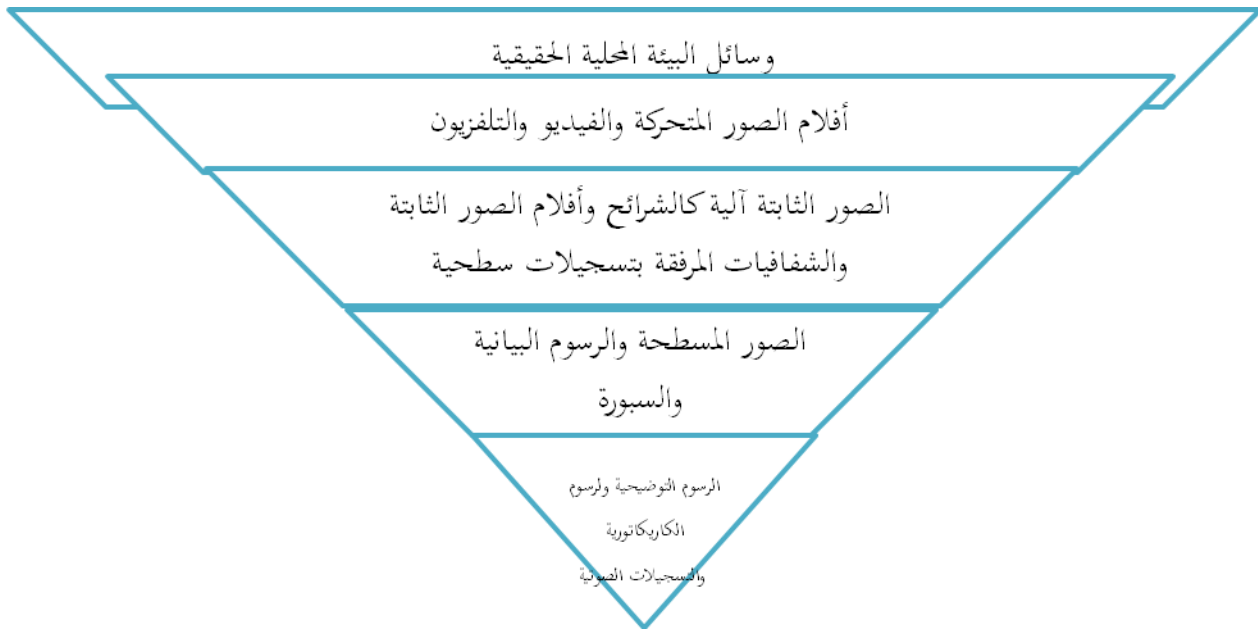 وسائل البيئة المحلية الحقيقية
أفلام الصور المتحركة والفيديو والتلفزيون
الصور الثابتة آلية كالشرائح وأفلام الصور الثابتة
والشفافيات المرفقة بتسجيلات سطحية
الصور المسطحة والرسوم البيانية
والسبورة
الرسوم التوضيحية ولرسوم
الكاريكاتورية
والتسجيلات الصوتية